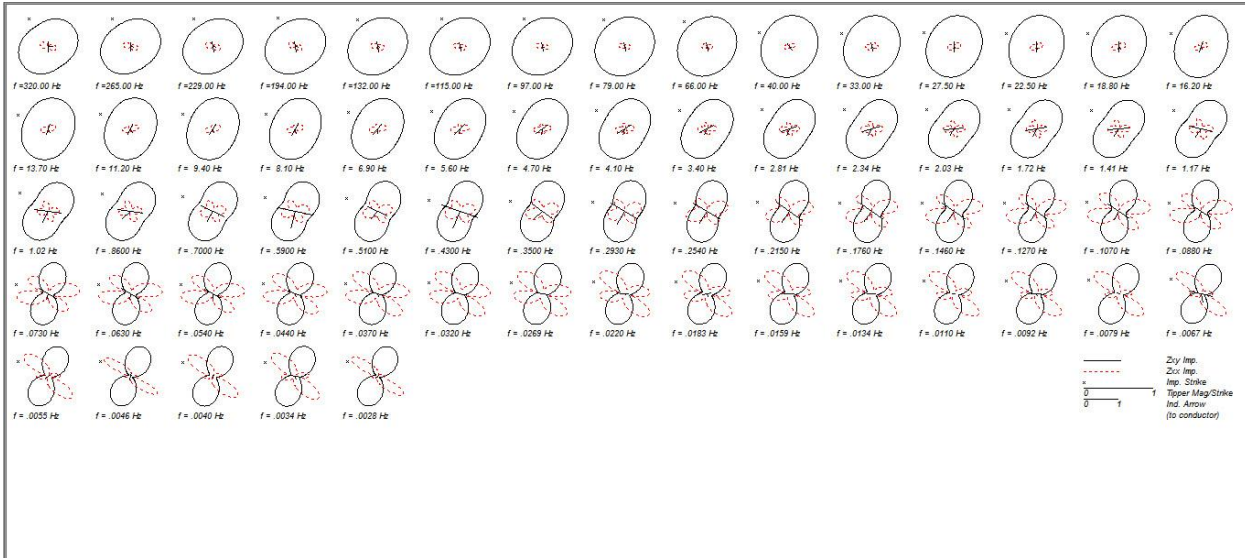 f =320.00 Hz f =265.00 Hz f =229.00 Hz f =194.00 Hz f =132.00 Hz f =115.00 Hz f = 97.00 Hz f = 79.00 Hz f = 66.00 Hz f = 40.00 Hz f = 33.00 Hz f = 27.50 Hz f = 22.50 Hz f = 18.80 Hz f = 16.20 Hz
f = 13.70 Hz f = 11.20 Hz f = 9.40 Hz f = 8.10 Hz f = 6.90 Hz f = 5.60 Hz f = 4.70 Hz f = 4.10 Hz f = 3.40 Hz f = 2.81 Hz f = 2.34 Hz f = 2.03 Hz f = 1.72 Hz f = 1.41 Hz f = 1.17 Hz
f = 1.02 Hz f = .8600 Hz f = .7000 Hz f = .5900 Hz f = .5100 Hz f = .4300 Hz f = .3500 Hz f = .2930 Hz f = .2540 Hz f = .2150 Hz f = .1760 Hz f = .1460 Hz f = .1270 Hz f = .1070 Hz f = .0880 Hz
f = .0730 Hz f = .0630 Hz f = .0540 Hz f = .0440 Hz f = .0370 Hz f = .0320 Hz f = .0269 Hz f = .0220 Hz f = .0183 Hz f = .0159 Hz f = .0134 Hz f = .0110 Hz f = .0092 Hz f = .0079 Hz f = .0067 Hz
f = .0055 Hz f = .0046 Hz f = .0040 Hz f = .0034 Hz f = .0028 Hz
Zxy Imp.
Zxx Imp.
Imp. Strike
0 1 Tipper Mag/Strike
0 1 Ind. Arrow
(to conductor)